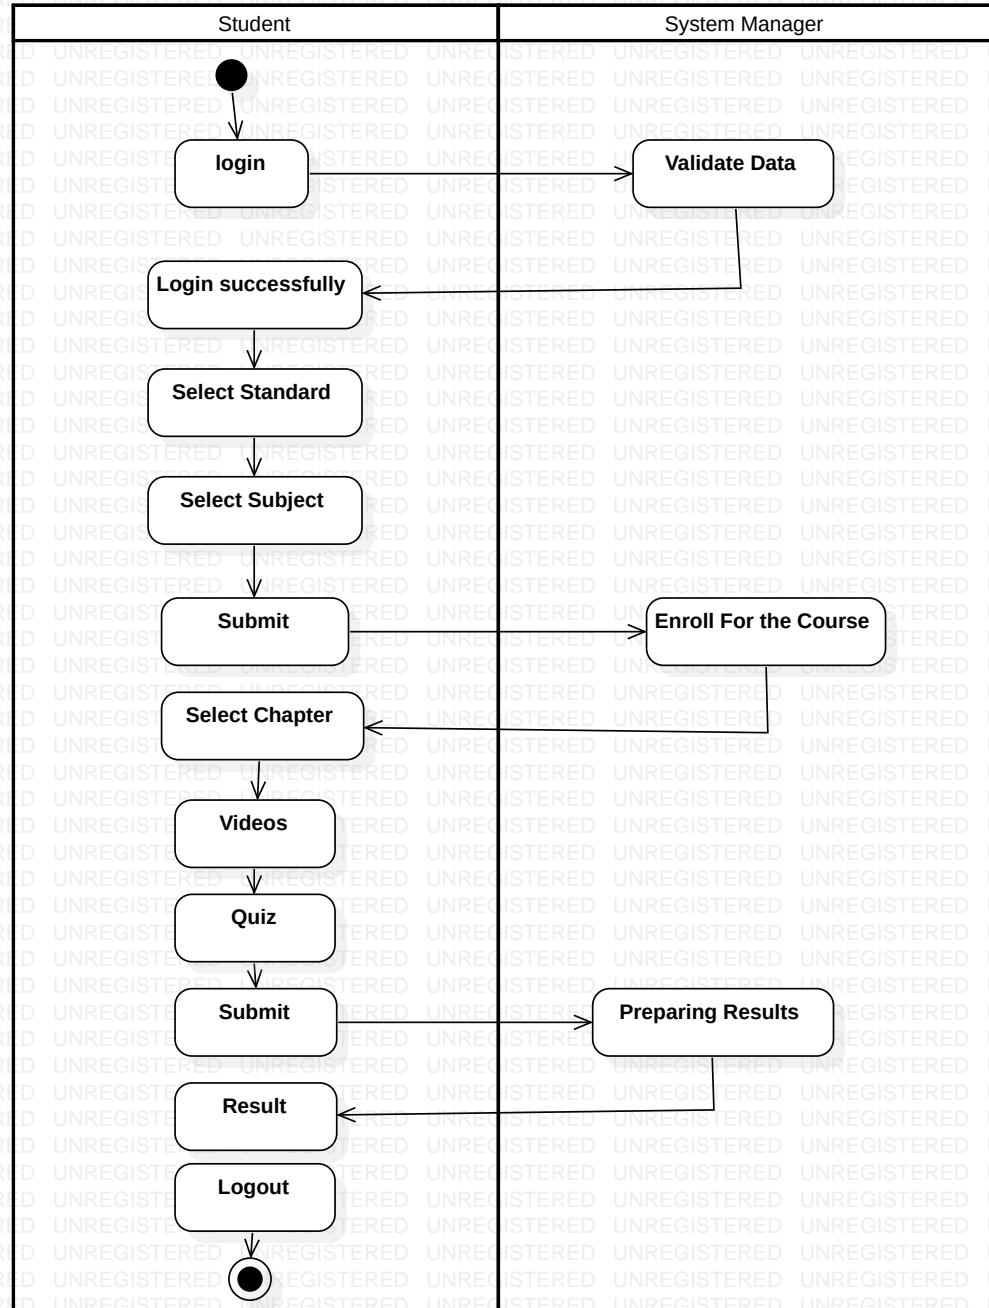 Student
System Manager
login
Validate Data
Login successfully
Select Standard
Select Subject
Submit
Enroll For the Course
Select Chapter
Videos
Quiz
Submit
Preparing Results
Result
Logout
UNREGISTERED